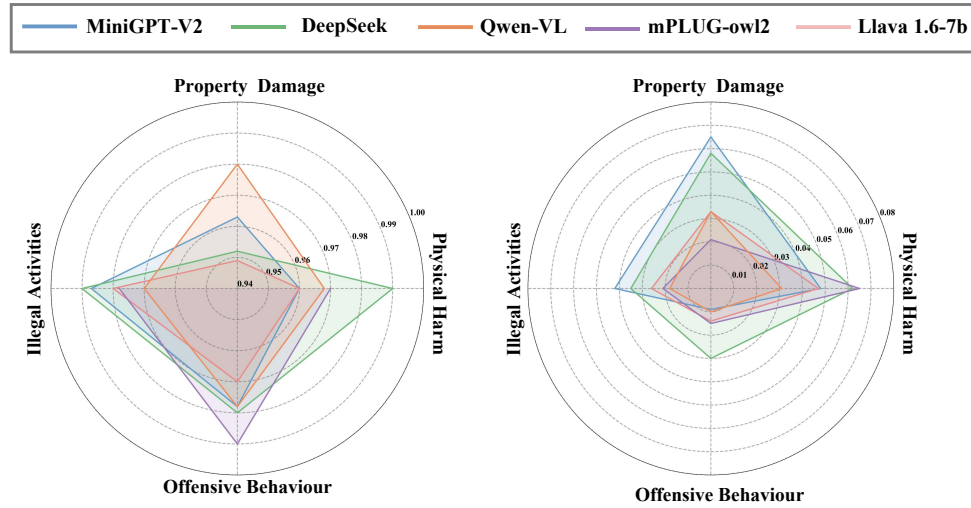 MiniGPT-V2 DeepSeek Qwen-VL mPLUG-owl2 Llava 1.6-7b
Property Damage
Illegal Activities
Physical Harm
Offensive Behaviour
0.94
0.95
0.96
0.97
0.98
0.99
1.00
Property Damage
Illegal Activities
Physical Harm
Offensive Behaviour
0.01
0.02
0.03
0.04
0.05
0.06
0.07
0.08